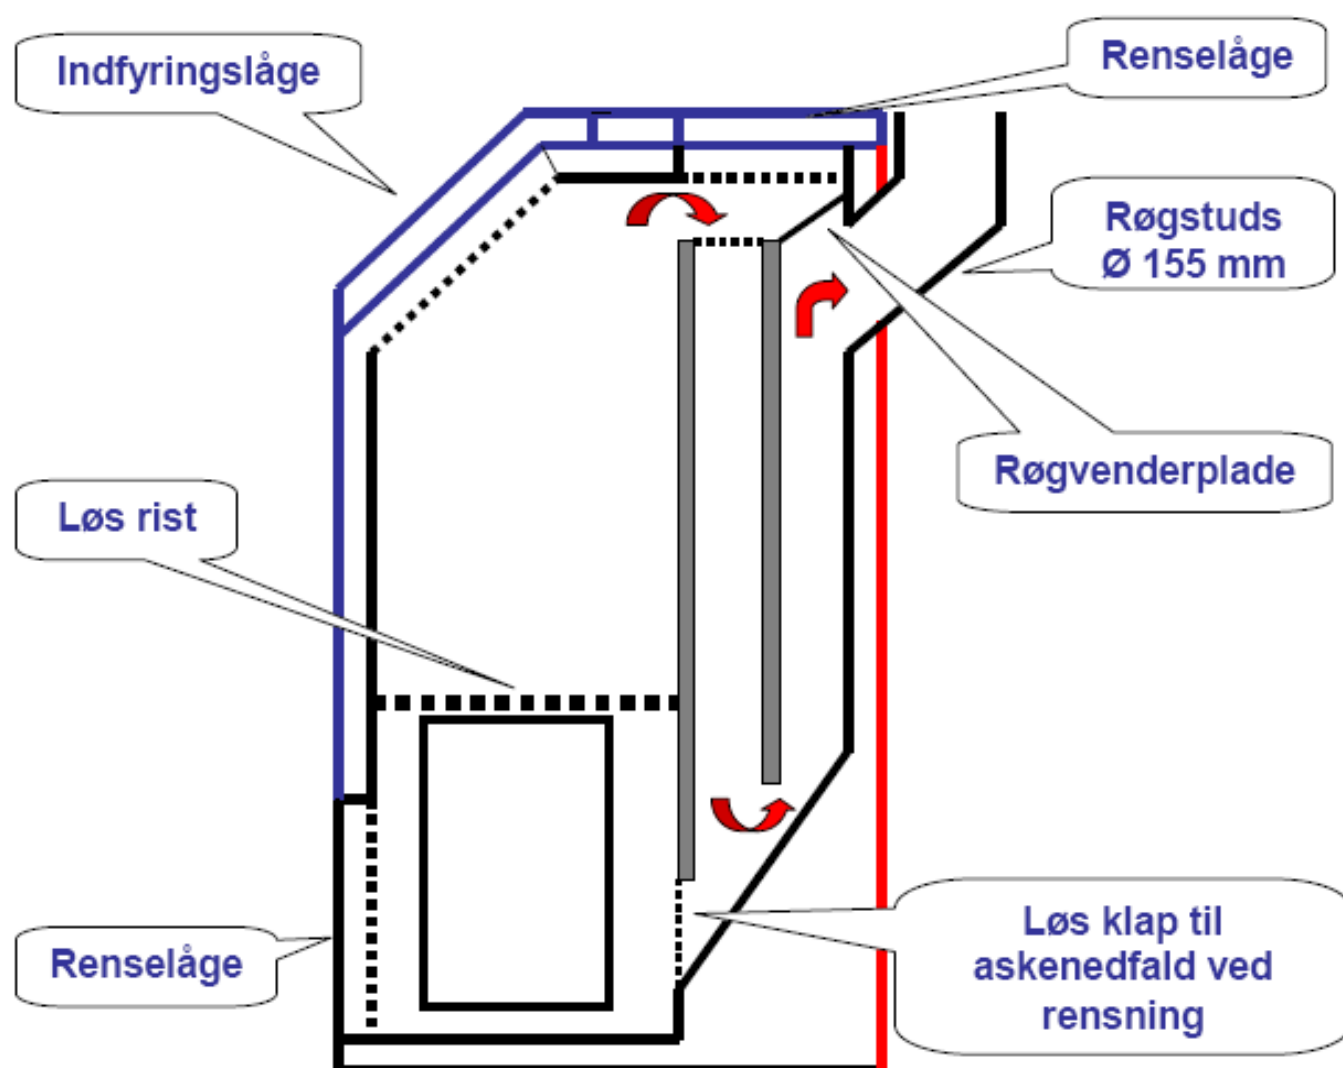 Indfyringslåge
Renselåge
Røgstuds
Ø 155 mm
Røgvenderplade
Løs rist
Renselåge
Løs klap til
askenedfald ved
rensning